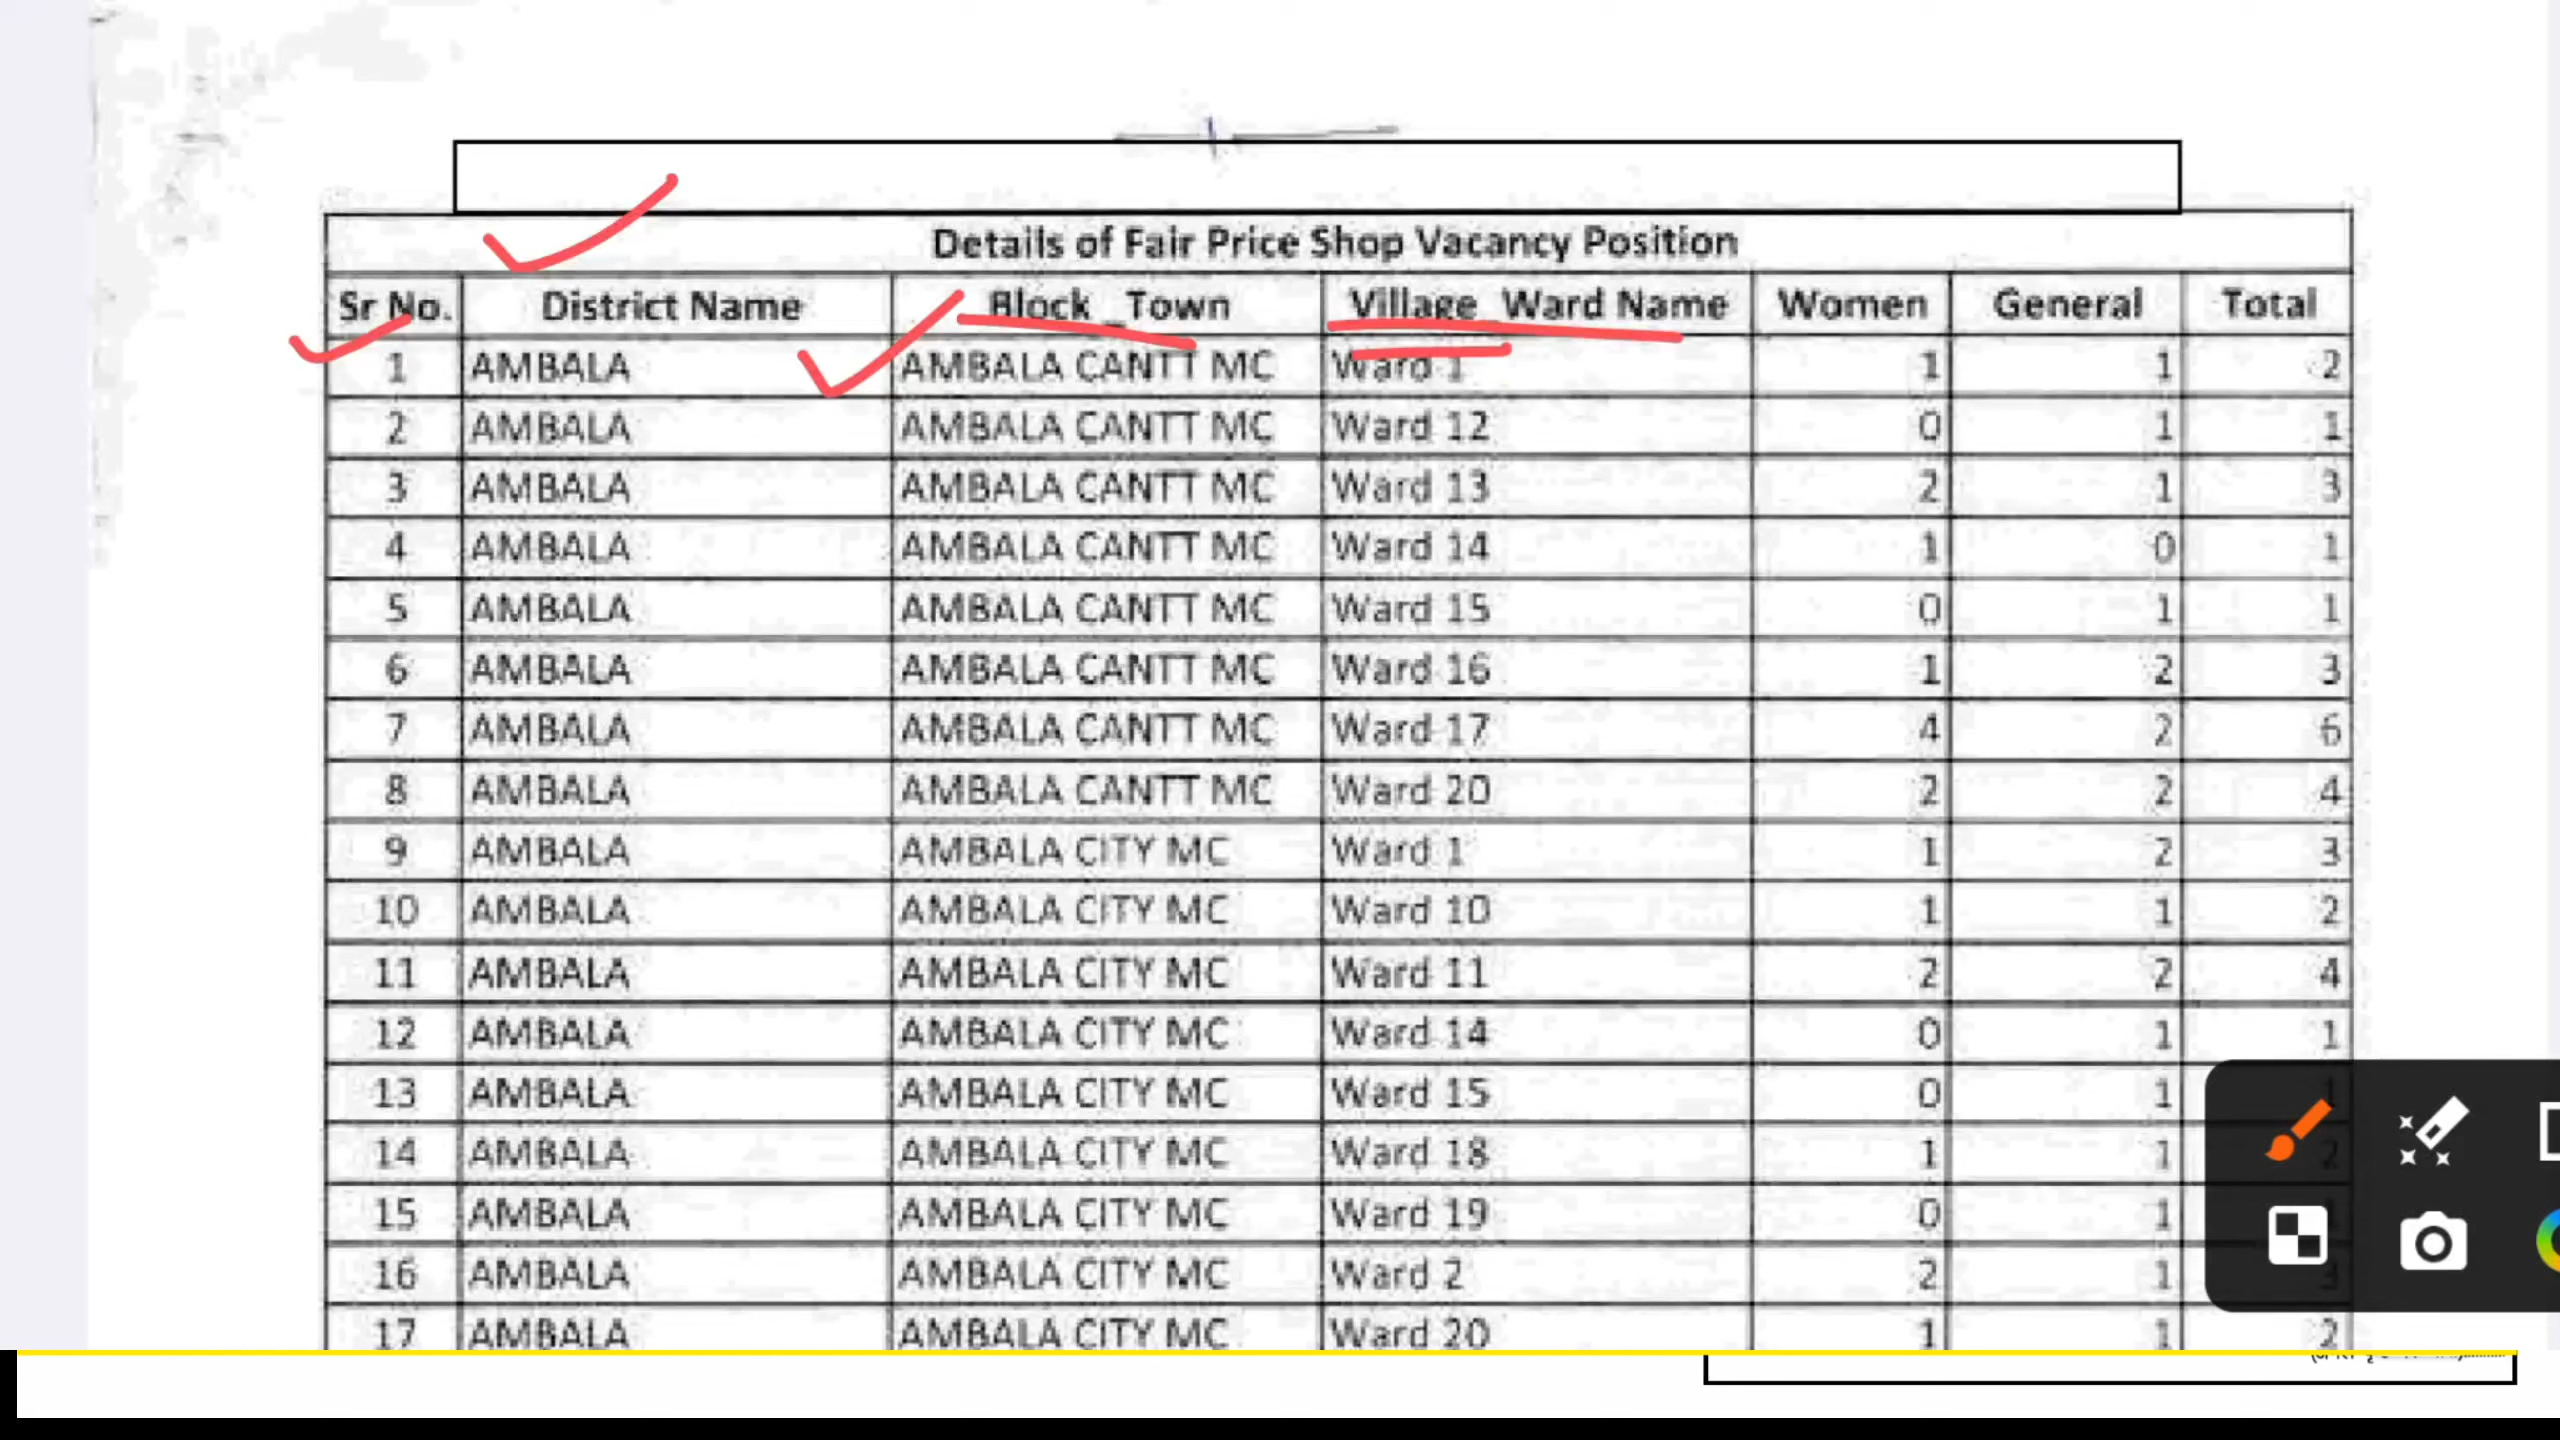 Details of Fair Price Shop Vacancy Position
Sr No. District Name Block _Town Village_Ward Name Women General Total
1 AMBALA AMBALA CANTT MC Ward 1 1 1 2
2 AMBALA AMBALA CANTT MC Ward 12 0 1 1
3 AMBALA AMBALA CANTT MC Ward 13 2 1 3
4 AMBALA AMBALA CANTT MC Ward 14 1 0 1
5 AMBALA AMBALA CANTT MC Ward 15 0 1 1
6 AMBALA AMBALA CANTT MC Ward 16 1 2 3
7 AMBALA AMBALA CANTT MC Ward 17 4 2 6
8 AMBALA AMBALA CANTT MC Ward 20 2 2 4
9 AMBALA AMBALA CITY MC Ward 1 1 2 3
10 AMBALA AMBALA CITY MC Ward 10 1 1 2
11 AMBALA AMBALA CITY MC Ward 11 2 2 4
12 AMBALA AMBALA CITY MC Ward 14 0 1 1
13 AMBALA AMBALA CITY MC Ward 15 0 1 1
14 AMBALA AMBALA CITY MC Ward 18 1 1 2
15 AMBALA AMBALA CITY MC Ward 19 0 1
16 AMBALA AMBALA CITY MC Ward 2 2 1 3
17 AMBALA AMBALA CITY MC Ward 20 1 1 2